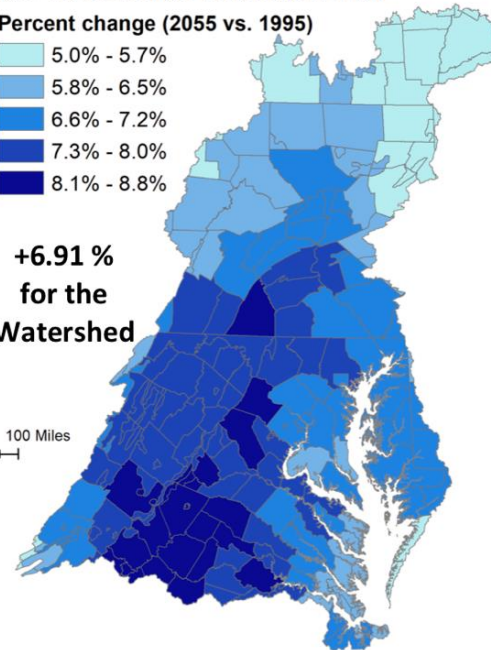 Percent change (2055 vs. 1995)
5.0% - 5.7%
5.8% - 6.5%
6.6% - 7.2%
7.3% - 8.0%
8.1% - 8.8%
+6.91 %
for the
Watershed
100 Miles